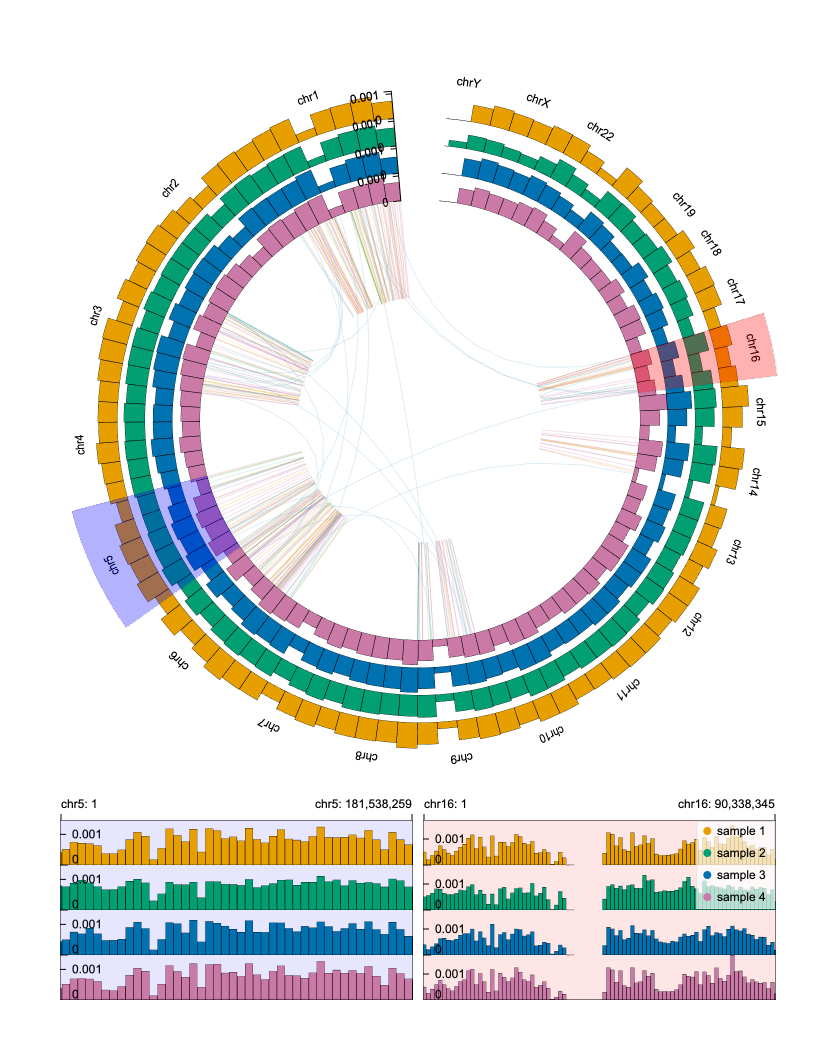 chrY
chrX
chr22
chr19
chr18
chr17
chr16
chr15
chr14
chr13
chr12
chr11
chr10
chr9
chr8
chr7
chr6
chr5
chr4
chr3
chr2
chr1
0.001
0.001
0
chr5: 1
chr5: 181,538,259
chr16: 1
chr16: 90,338,345
0.001
0
0.001
0
0.001
0
0.001
0
0.001
0
0.001
0
0.001
0
0.001
0
sample 1
sample 2
sample 3
sample 4